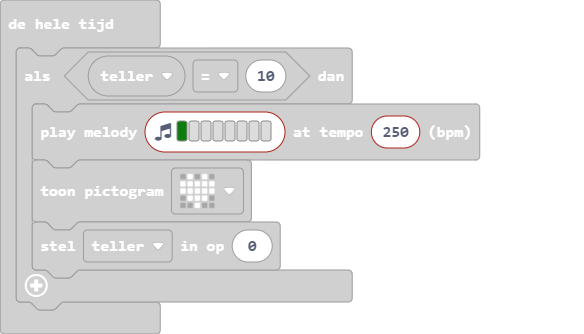 de hele tijd
als teller = 10 dan
play melody at tempo 250 (bpm)
toon pictogram
stel teller in op 0